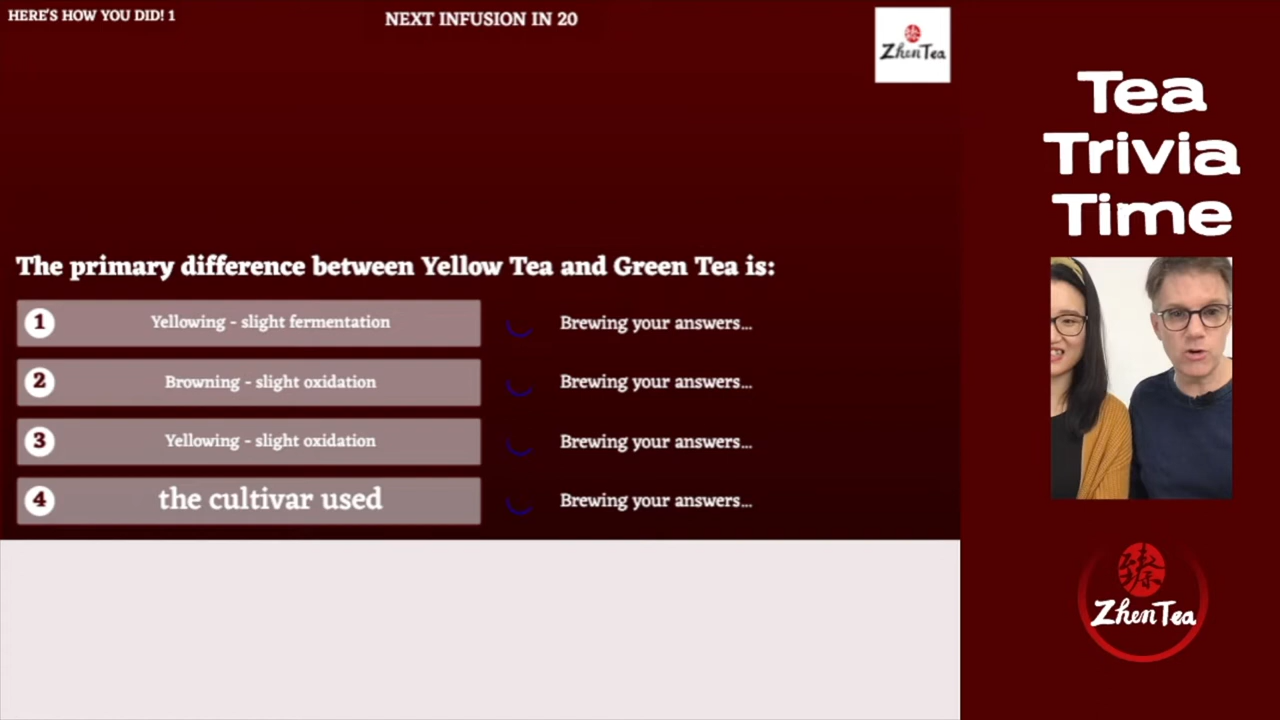 HERE'S HOW YOU DID! 1
NEXT INFUSION IN 20
ZhenTea
Tea
Trivia
Time
The primary difference between Yellow Tea and Green Tea is:
1 Yellowing - slight fermentation Brewing your answers...
2 Browning - slight oxidation Brewing your answers...
3 Yellowing - slight oxidation Brewing your answers...
4 the cultivar used Brewing your answers...
臻
ZhenTea